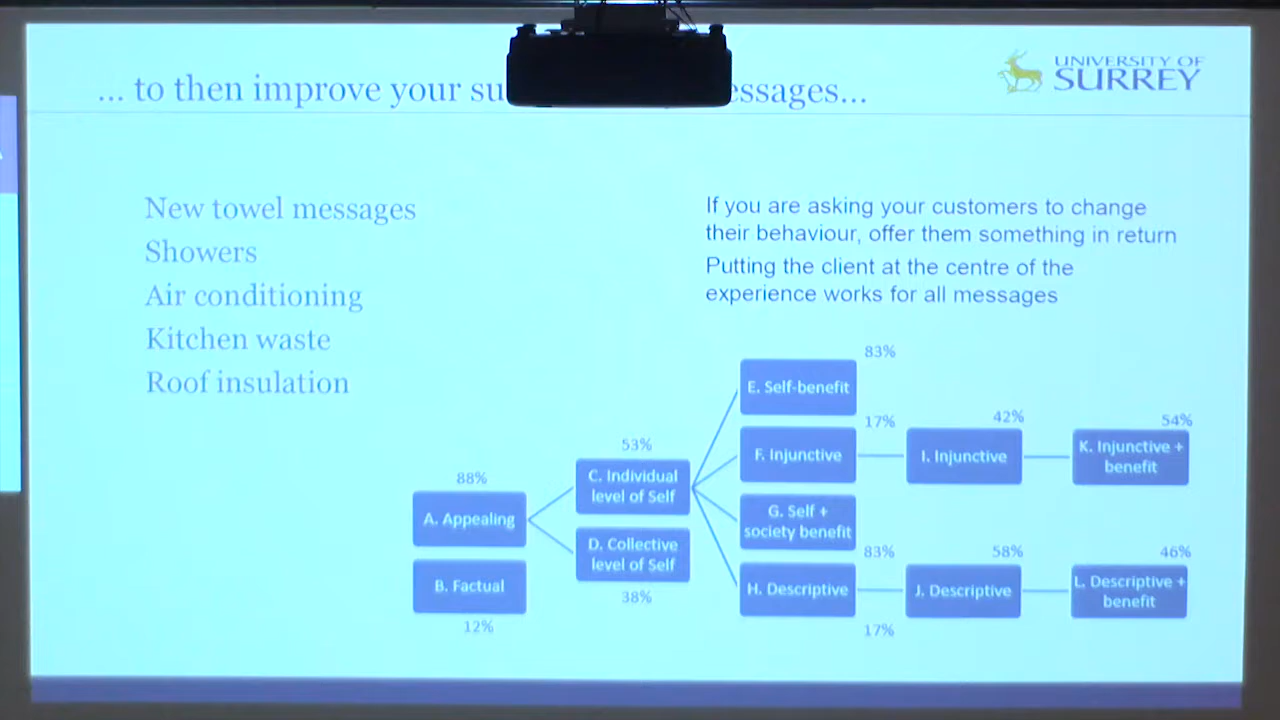 ... to then improve your su
essages...
UNIVERSITY OF
SURREY
New towel messages
Showers
Air conditioning
Kitchen waste
Roof insulation
If you are asking your customers to change
their behaviour, offer them something in return
Putting the client at the centre of the
experience works for all messages
88%
A. Appealing
B. Factual
12%
53%
C. Individual
level of Self
D. Collective
level of Self
38%
83%
E. Self-benefit
17%
F. Injunctive
G. Self +
society benefit
83%
H. Descriptive
17%
42%
I. Injunctive
58%
J. Descriptive
54%
K. Injunctive +
benefit
46%
L. Descriptive +
benefit